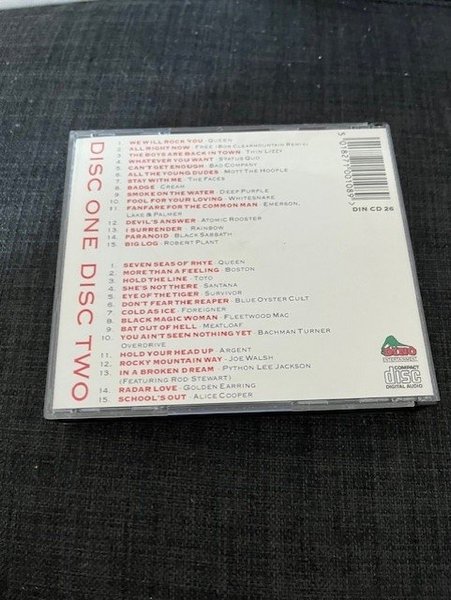 DISC ONE
1. WE WILL ROCK YOU - QUEEN
2. ALL RIGHT NOW - FREE (BOB CLEARMOUNTAIN REMIX)
3. THE BOYS ARE BACK IN TOWN - THIN LIZZY
4. WHATEVER YOU WANT - STATUS QUO
5. CAN'T GET ENOUGH - BAD COMPANY
6. ALL THE YOUNG DUDES - MOTT THE HOOPLE
7. STAY WITH ME - THE FACES
8. BADGE - CREAM
9. SMOKE ON THE WATER - DEEP PURPLE
10. FOOL FOR YOUR LOVING - WHITESNAKE
11. FANFARE FOR THE COMMON MAN - EMERSON,
LAKE & PALMER
12. DEVIL'S ANSWER - ATOMIC ROOSTER
13. I SURRENDER - RAINBOW
14. PARANOID - BLACK SABBATH
15. BIG LOG - ROBERT PLANT
DISC TWO
1. SEVEN SEAS OF RHYE - QUEEN
2. MORE THAN A FEELING - BOSTON
3. HOLD THE LINE - TOTO
4. SHE'S NOT THERE - SANTANA
5. EYE OF THE TIGER - SURVIVOR
6. DON'T FEAR THE REAPER - BLUE OYSTER CULT
7. COLD AS ICE - FOREIGNER
8. BLACK MAGIC WOMAN - FLEETWOOD MAC
9. BAT OUT OF HELL - MEATLOAF
10. YOU AIN'T SEEN NOTHING YET - BACHMAN TURNER
OVERDRIVE
11. HOLD YOUR HEAD UP - ARGENT
12. ROCKY MOUNTAIN WAY - JOE WALSH
13. IN A BROKEN DREAM - PYTHON LEE JACKSON
(FEATURING ROD STEWART)
14. RADAR LOVE - GOLDEN EARRING
15. SCHOOL'S OUT - ALICE COOPER
DIN CD 26
DINO
ENTERTAINMENT
COMPACT
disc
DIGITAL AUDIO